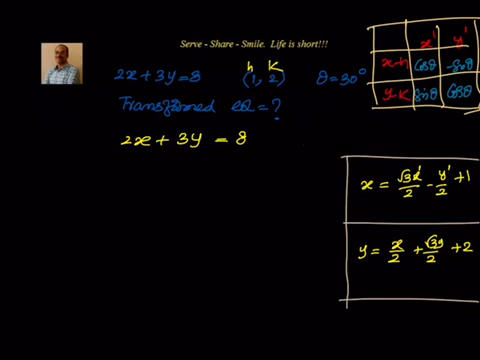 Serve - Share - Smile. Life is short!!!
h K
2x + 3y = 8 (1, 2) θ = 30°
Transformed eq = ?
2x + 3y = 8
x' y'
x-h cosθ -sinθ
y-K sinθ cosθ
x = √3x'/2 - y'/2 + 1
y = x/2 + √3y/2 + 2